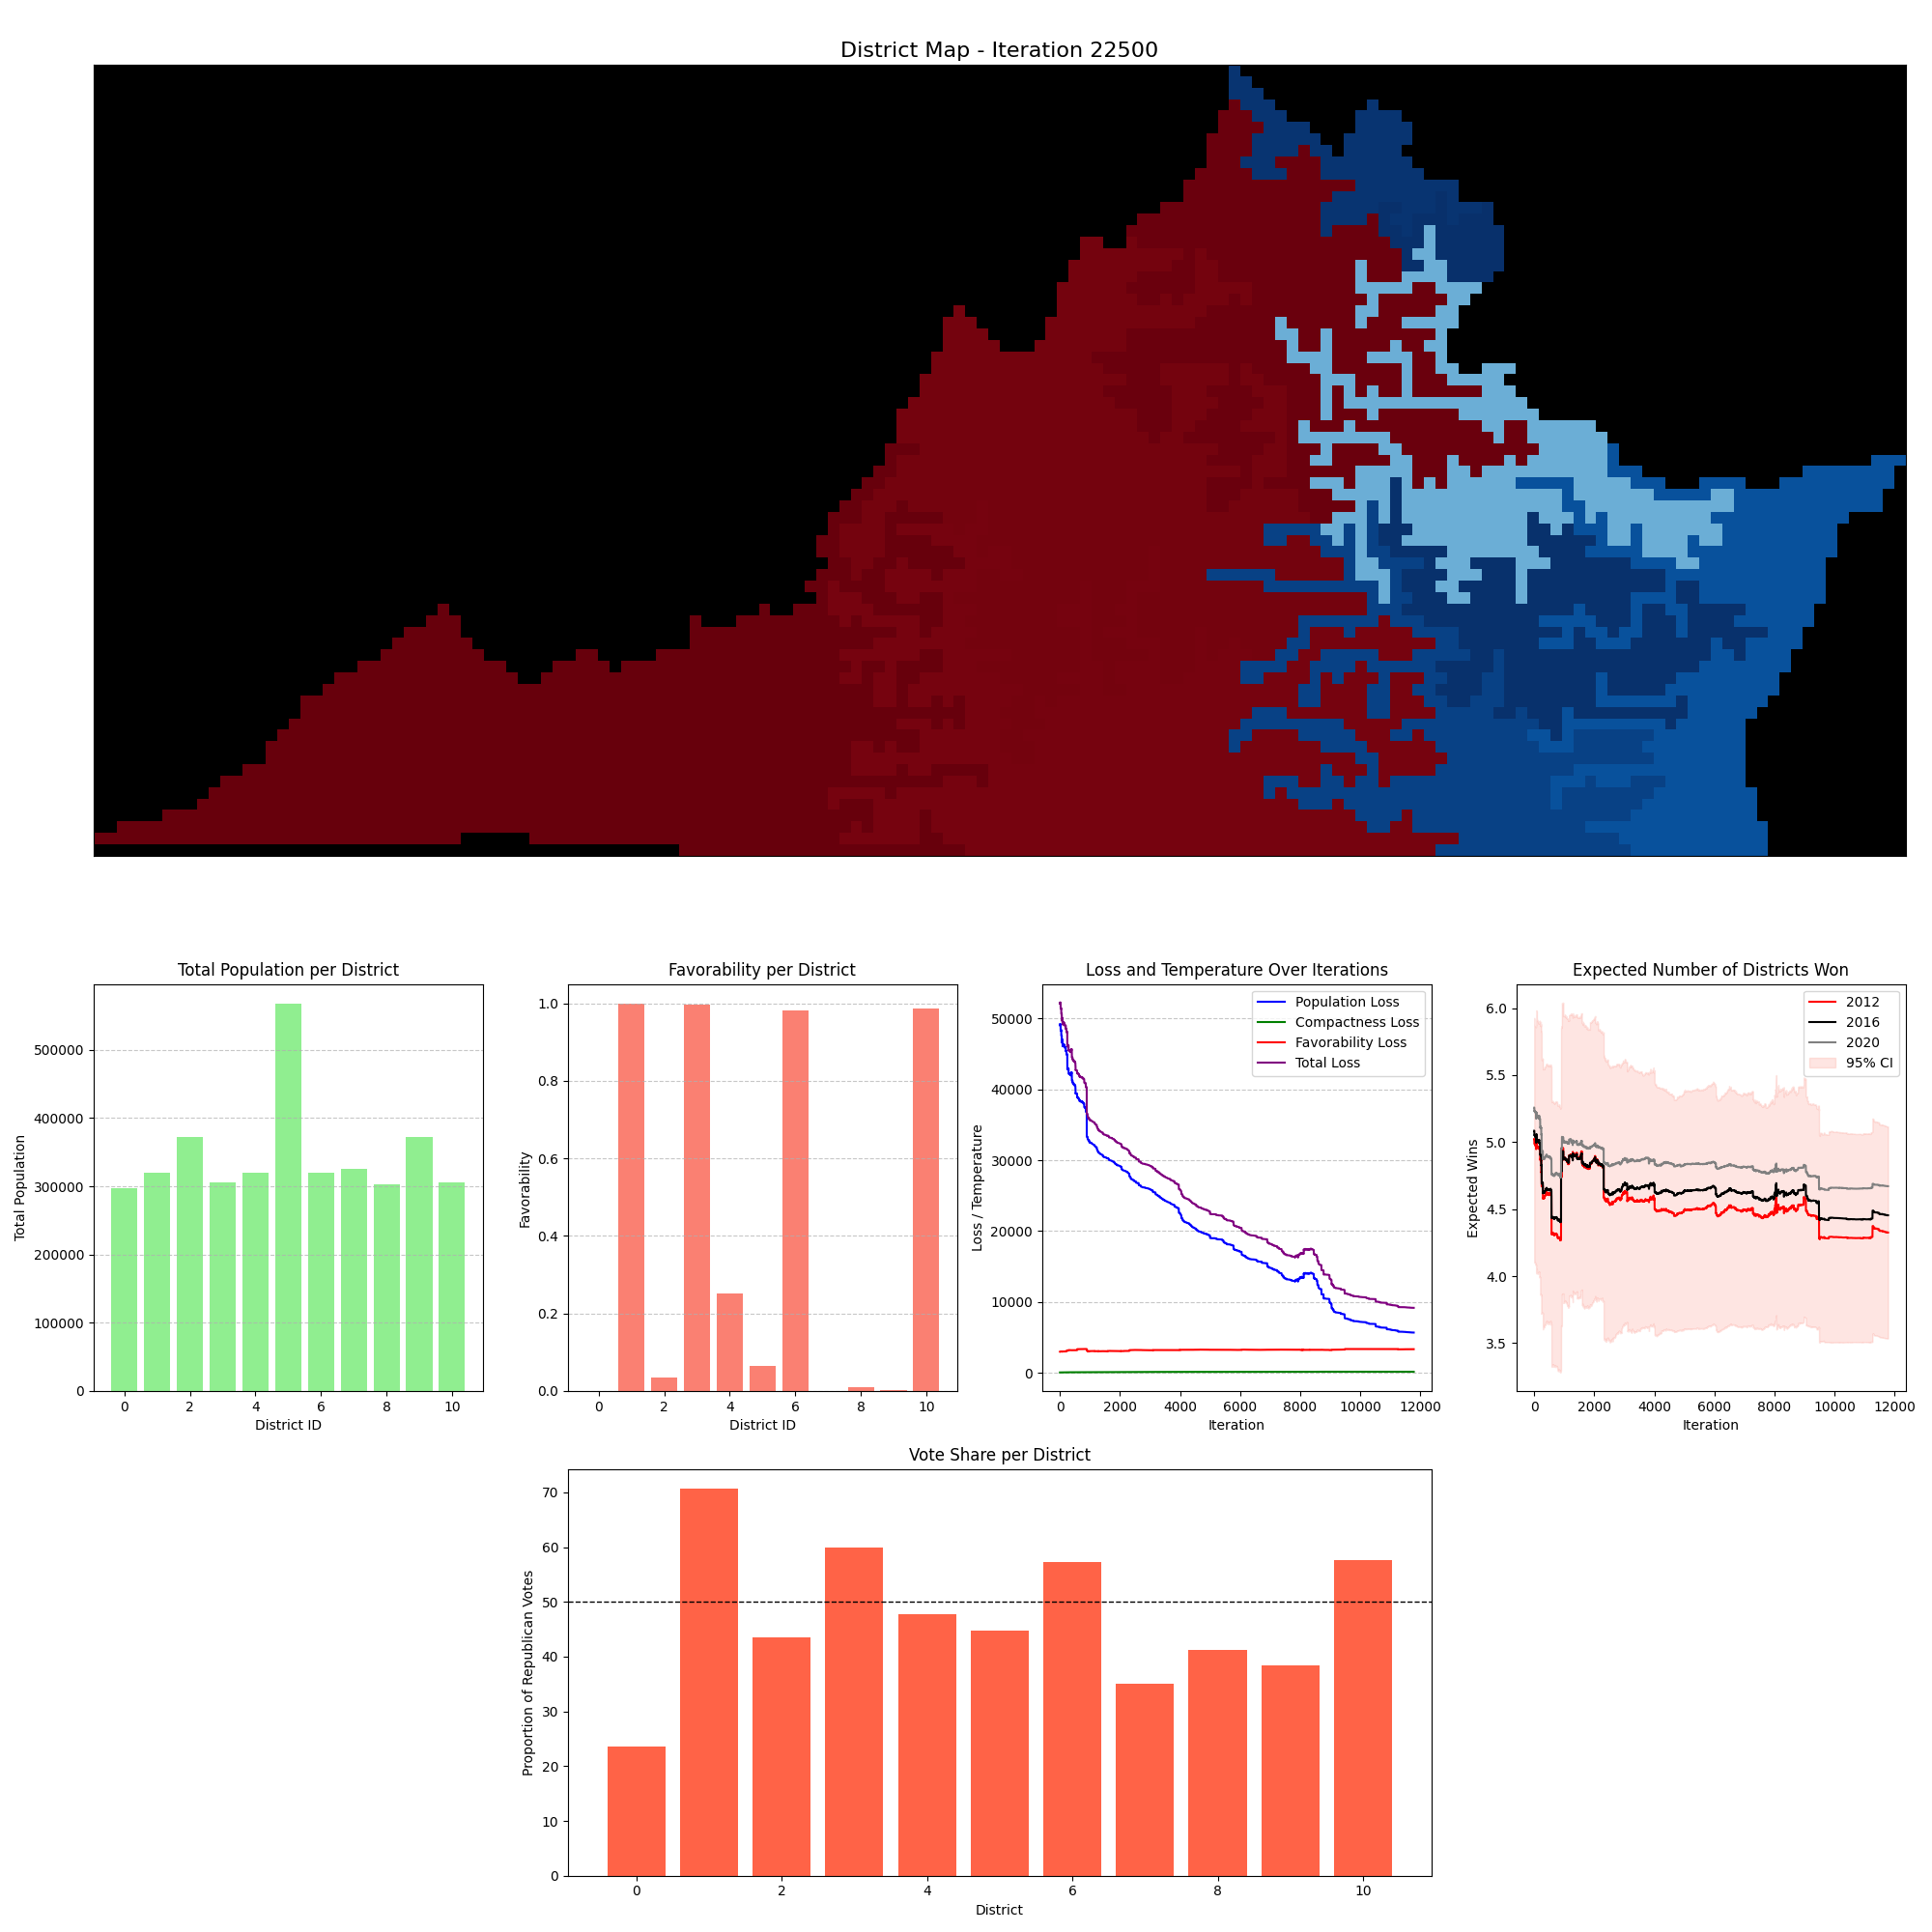 District Map - Iteration 22500
Total Population per District
Total Population
500000
400000
300000
200000
100000
0
0 2 4 6 8 10
District ID
Favorability per District
Favorability
1.0
0.8
0.6
0.4
0.2
0.0
0 2 4 6 8 10
District ID
Loss and Temperature Over Iterations
Loss / Temperature
50000
40000
30000
20000
10000
0
Population Loss
Compactness Loss
Favorability Loss
Total Loss
0 2000 4000 6000 8000 10000 12000
Iteration
Expected Number of Districts Won
Expected Wins
6.0
5.5
5.0
4.5
4.0
3.5
2012
2016
2020
95% CI
0 2000 4000 6000 8000 10000 12000
Iteration
Vote Share per District
Proportion of Republican Votes
70
60
50
40
30
20
10
0
0 2 4 6 8 10
District